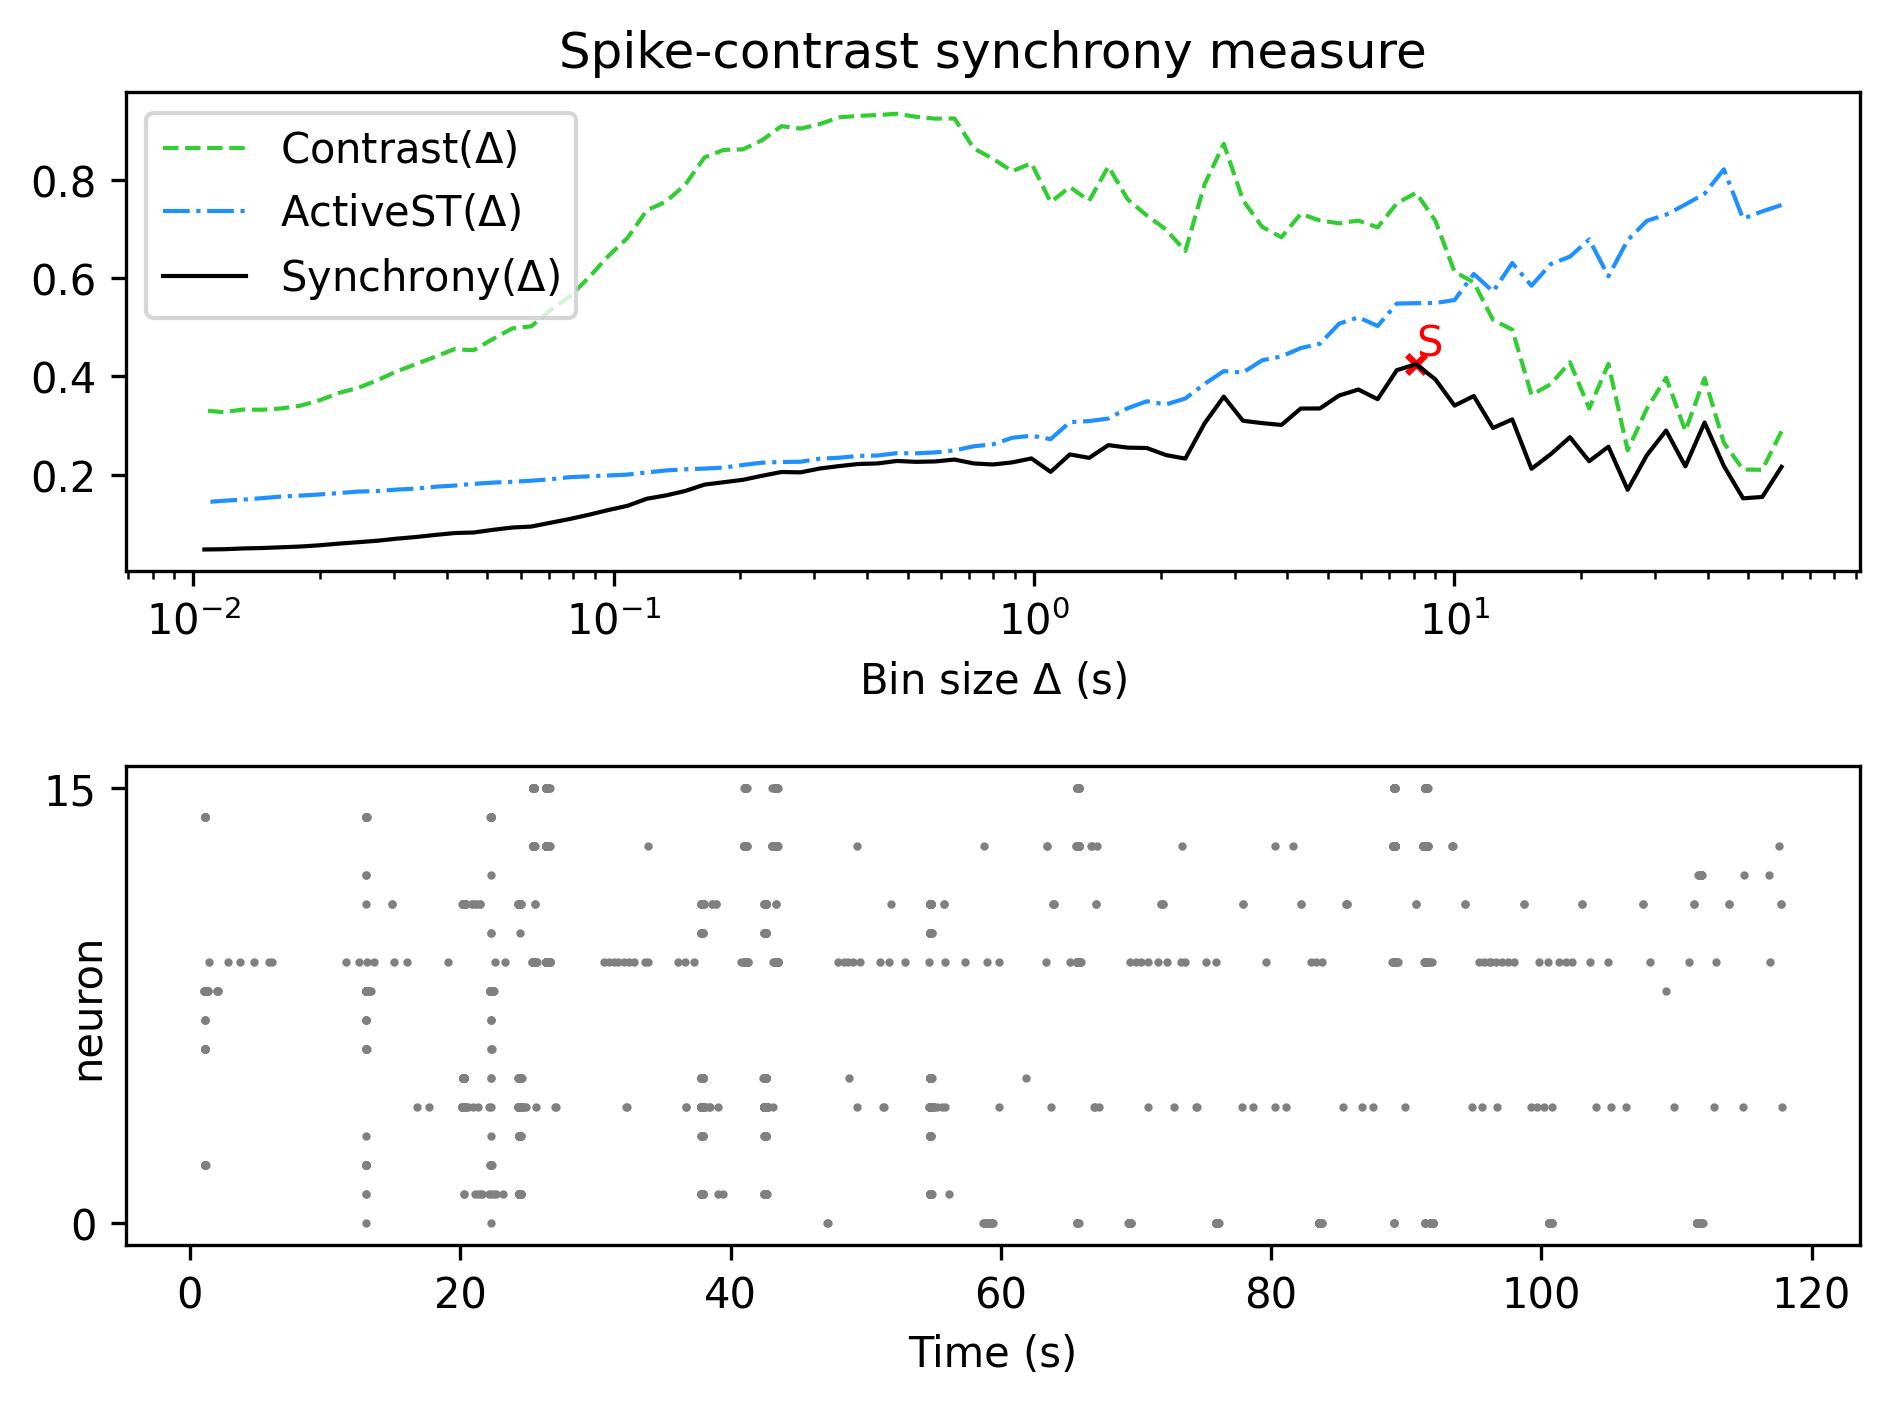 Spike-contrast synchrony measure
Contrast(Δ)
ActiveST(Δ)
Synchrony(Δ)
0.8
0.6
0.4
0.2
S
10⁻² 10⁻¹ 10⁰ 10¹
Bin size Δ (s)
15
0
neuron
0 20 40 60 80 100 120
Time (s)